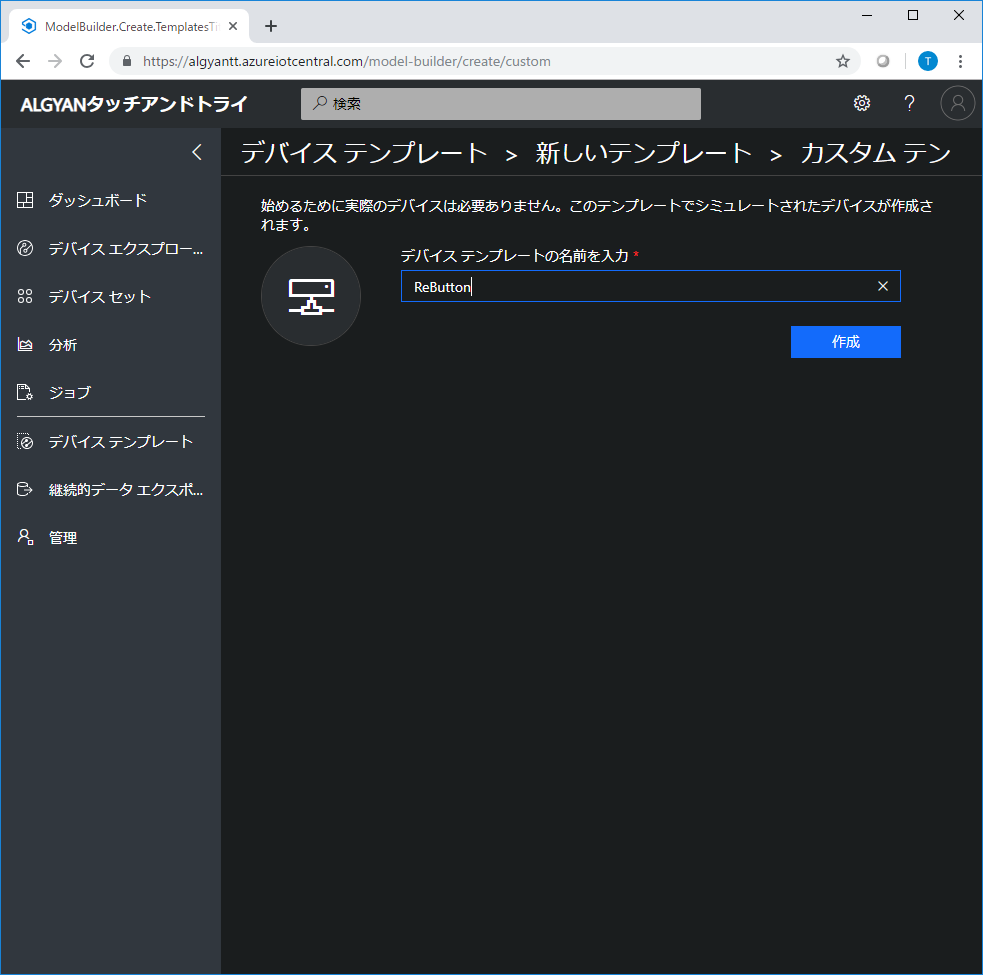 ModelBuilder.Create.TemplatesTi
https://algyantt.azureiotcentral.com/model-builder/create/custom
T
ALGYANタッチアンドトライ
検索
?
デバイス テンプレート > 新しいテンプレート > カスタム テン
ダッシュボード
デバイス エクスプロー...
デバイス セット
分析
ジョブ
デバイス テンプレート
継続的データ エクスポ...
管理
始めるために実際のデバイスは必要ありません。このテンプレートでシミュレートされたデバイスが作成さ
れます。
デバイス テンプレートの名前を入力 *
ReButton
作成